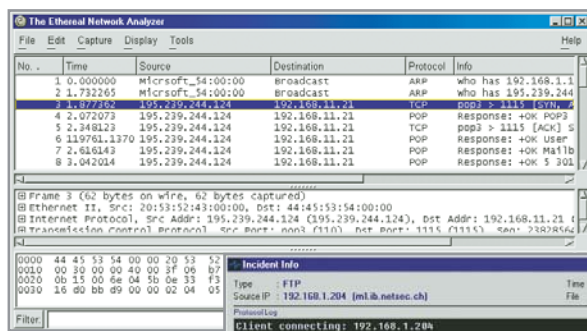 The Ethereal Network Analyzer
File Edit Capture Display Tools Help
No. . Time Source Destination Protocol Info
1 0.000000 Micrsoft_54:00:00 Broadcast ARP Who has 192.168.1.1
2 1.732265 Micrsoft_54:00:00 Broadcast ARP Who has 195.239.244
3 1.877362 195.239.244.124 192.168.11.21 TCP pop3 > 1115 [SYN, A
4 2.072073 195.239.244.124 192.168.11.21 POP Response: +OK POP3
5 2.348123 195.239.244.124 192.168.11.21 TCP pop3 > 1115 [ACK] S
6 119761.1370 195.239.244.124 192.168.11.21 POP Response: +OK User
7 2.616143 195.239.244.124 192.168.11.21 POP Response: +OK Mailb
8 3.042014 195.239.244.124 192.168.11.21 POP Response: +OK 5 301
Frame 3 (62 bytes on wire, 62 bytes captured)
Ethernet II, Src: 20:53:52:43:00:00, Dst: 44:45:53:54:00:00
Internet Protocol, Src Addr: 195.239.244.124 (195.239.244.124), Dst Addr: 192.168.11.21 (
Transmission Control Protocol, Src Port: pop3 (110), Dst Port: 1115 (1115), Seq: 23828564
0000 44 45 53 54 00 00 20 53 52
0010 00 30 00 00 40 00 3f 06 b7
0020 0b 15 00 6e 04 5b 0e 33 f3
0030 16 d0 bb d9 00 00 02 04 05
Filter:
Incident Info
Type : FTP Time
Source IP : 192.168.1.204 (ml.ib.netsec.ch) File
Protocol Log
Client connecting: 192.168.1.204